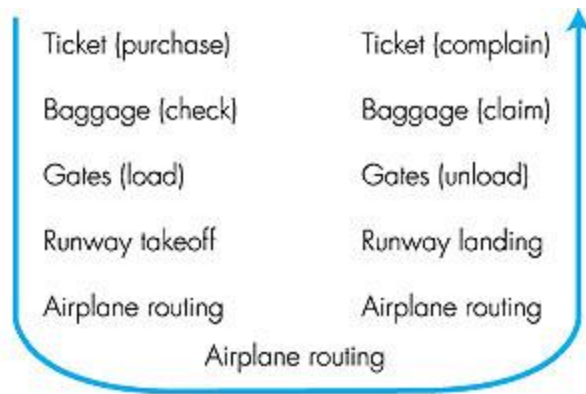 Ticket (purchase) Ticket (complain)
Baggage (check) Baggage (claim)
Gates (load) Gates (unload)
Runway takeoff Runway landing
Airplane routing Airplane routing
Airplane routing